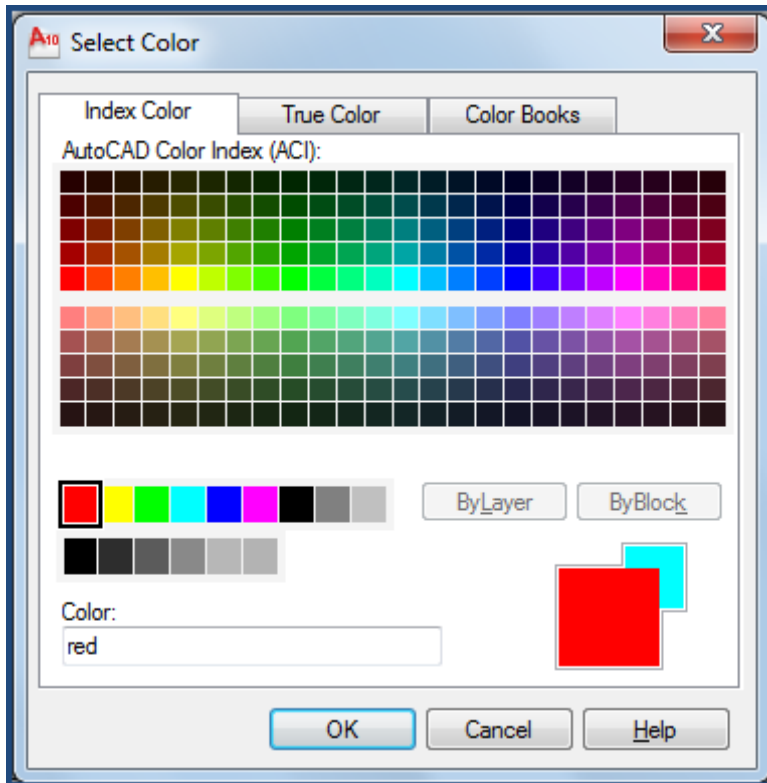 A10 Select Color
Index Color True Color Color Books
AutoCAD Color Index (ACI):
ByLayer ByBlock
Color:
red
OK Cancel Help